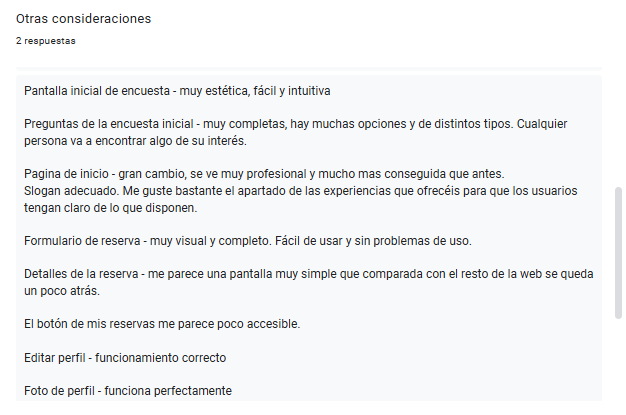 Otras consideraciones
2 respuestas
Pantalla inicial de encuesta - muy estética, fácil y intuitiva
Preguntas de la encuesta inicial - muy completas, hay muchas opciones y de distintos tipos. Cualquier
persona va a encontrar algo de su interés.
Pagina de inicio - gran cambio, se ve muy profesional y mucho mas conseguida que antes.
Slogan adecuado. Me guste bastante el apartado de las experiencias que ofrecéis para que los usuarios
tengan claro de lo que disponen.
Formulario de reserva - muy visual y completo. Fácil de usar y sin problemas de uso.
Detalles de la reserva - me parece una pantalla muy simple que comparada con el resto de la web se queda
un poco atrás.
El botón de mis reservas me parece poco accesible.
Editar perfil - funcionamiento correcto
Foto de perfil - funciona perfectamente